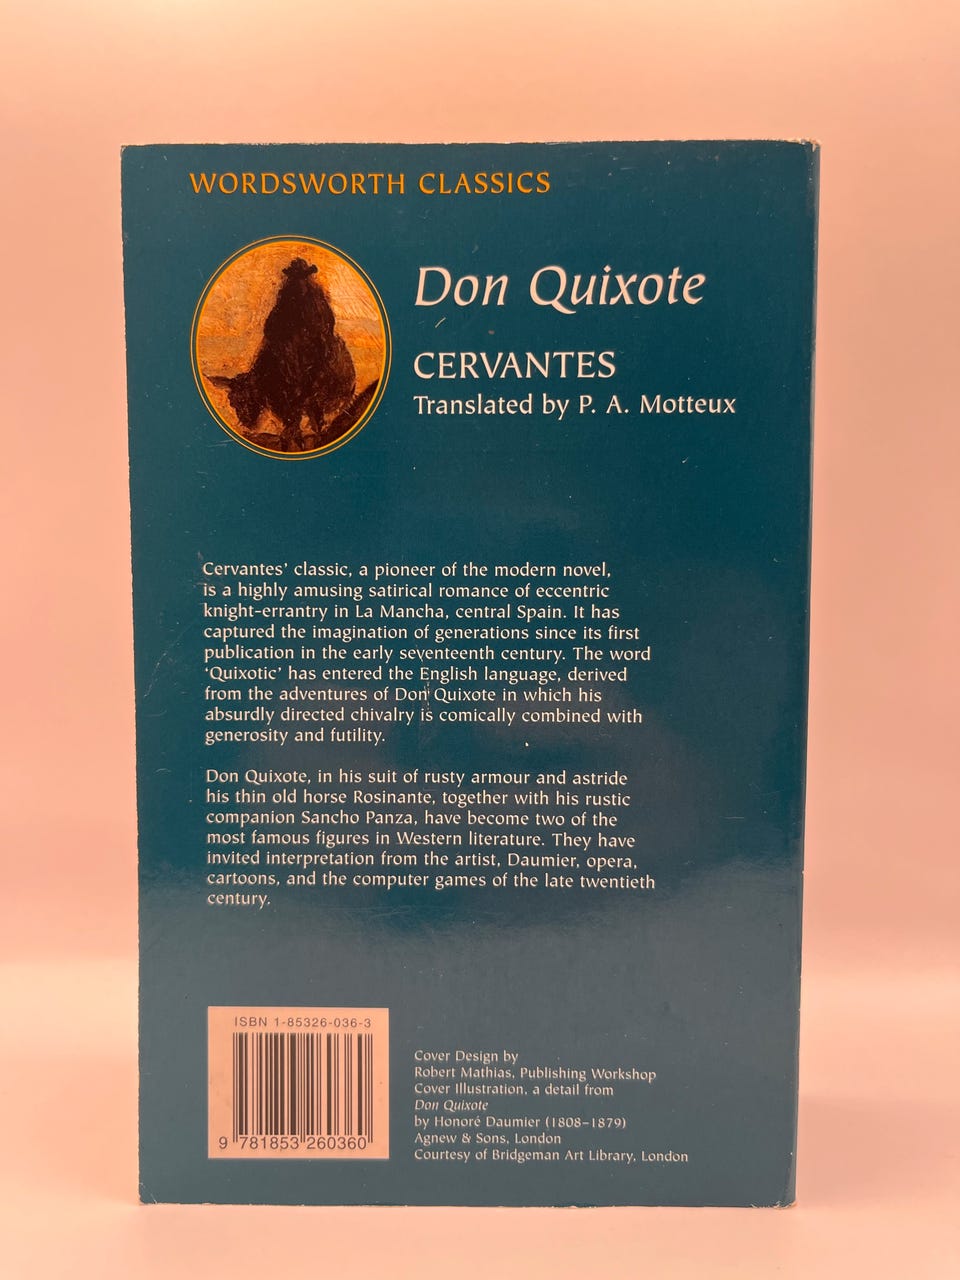 WORDSWORTH CLASSICS
Don Quixote
CERVANTES
Translated by P. A. Motteux
Cervantes' classic, a pioneer of the modern novel,
is a highly amusing satirical romance of eccentric
knight-errantry in La Mancha, central Spain. It has
captured the imagination of generations since its first
publication in the early seventeenth century. The word
'Quixotic' has entered the English language, derived
from the adventures of Don Quixote in which his
absurdly directed chivalry is comically combined with
generosity and futility.
Don Quixote, in his suit of rusty armour and astride
his thin old horse Rosinante, together with his rustic
companion Sancho Panza, have become two of the
most famous figures in Western literature. They have
invited interpretation from the artist, Daumier, opera,
cartoons, and the computer games of the late twentieth
century.
ISBN 1-85326-036-3
9 781853 260360
Cover Design by
Robert Mathias, Publishing Workshop
Cover Illustration, a detail from
Don Quixote
by Honoré Daumier (1808–1879)
Agnew & Sons, London
Courtesy of Bridgeman Art Library, London